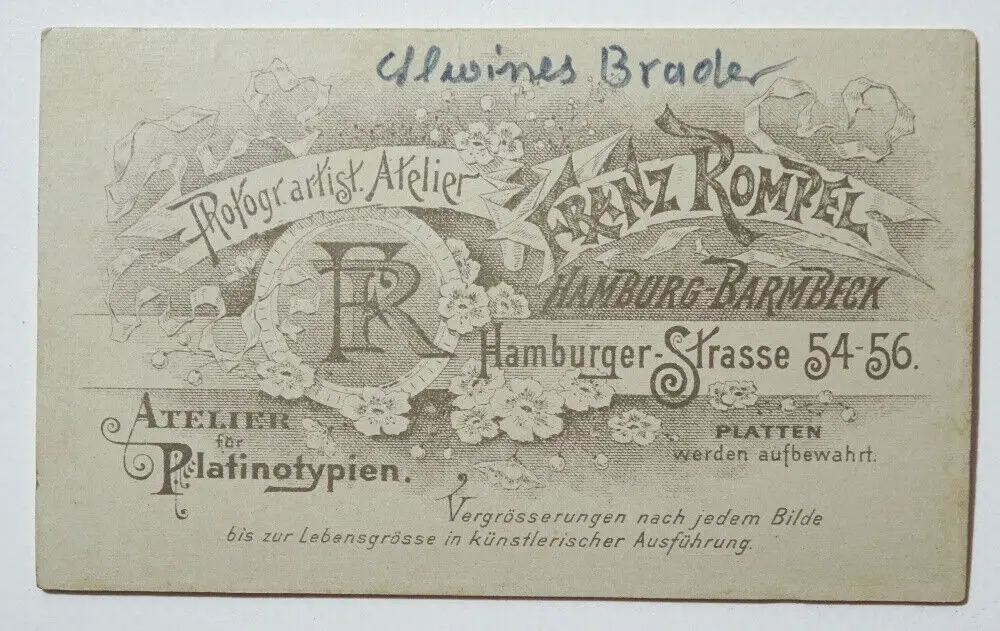 Alwines Brader
Photogr. artist. Atelier
Franz Rompel
FR
Hamburg-Barmbeck
Hamburger-Strasse 54-56.
Atelier
für
Platinotypien.
PLATTEN
werden aufbewahrt.
Vergrösserungen nach jedem Bilde
bis zur Lebensgrösse in künstlerischer Ausführung.